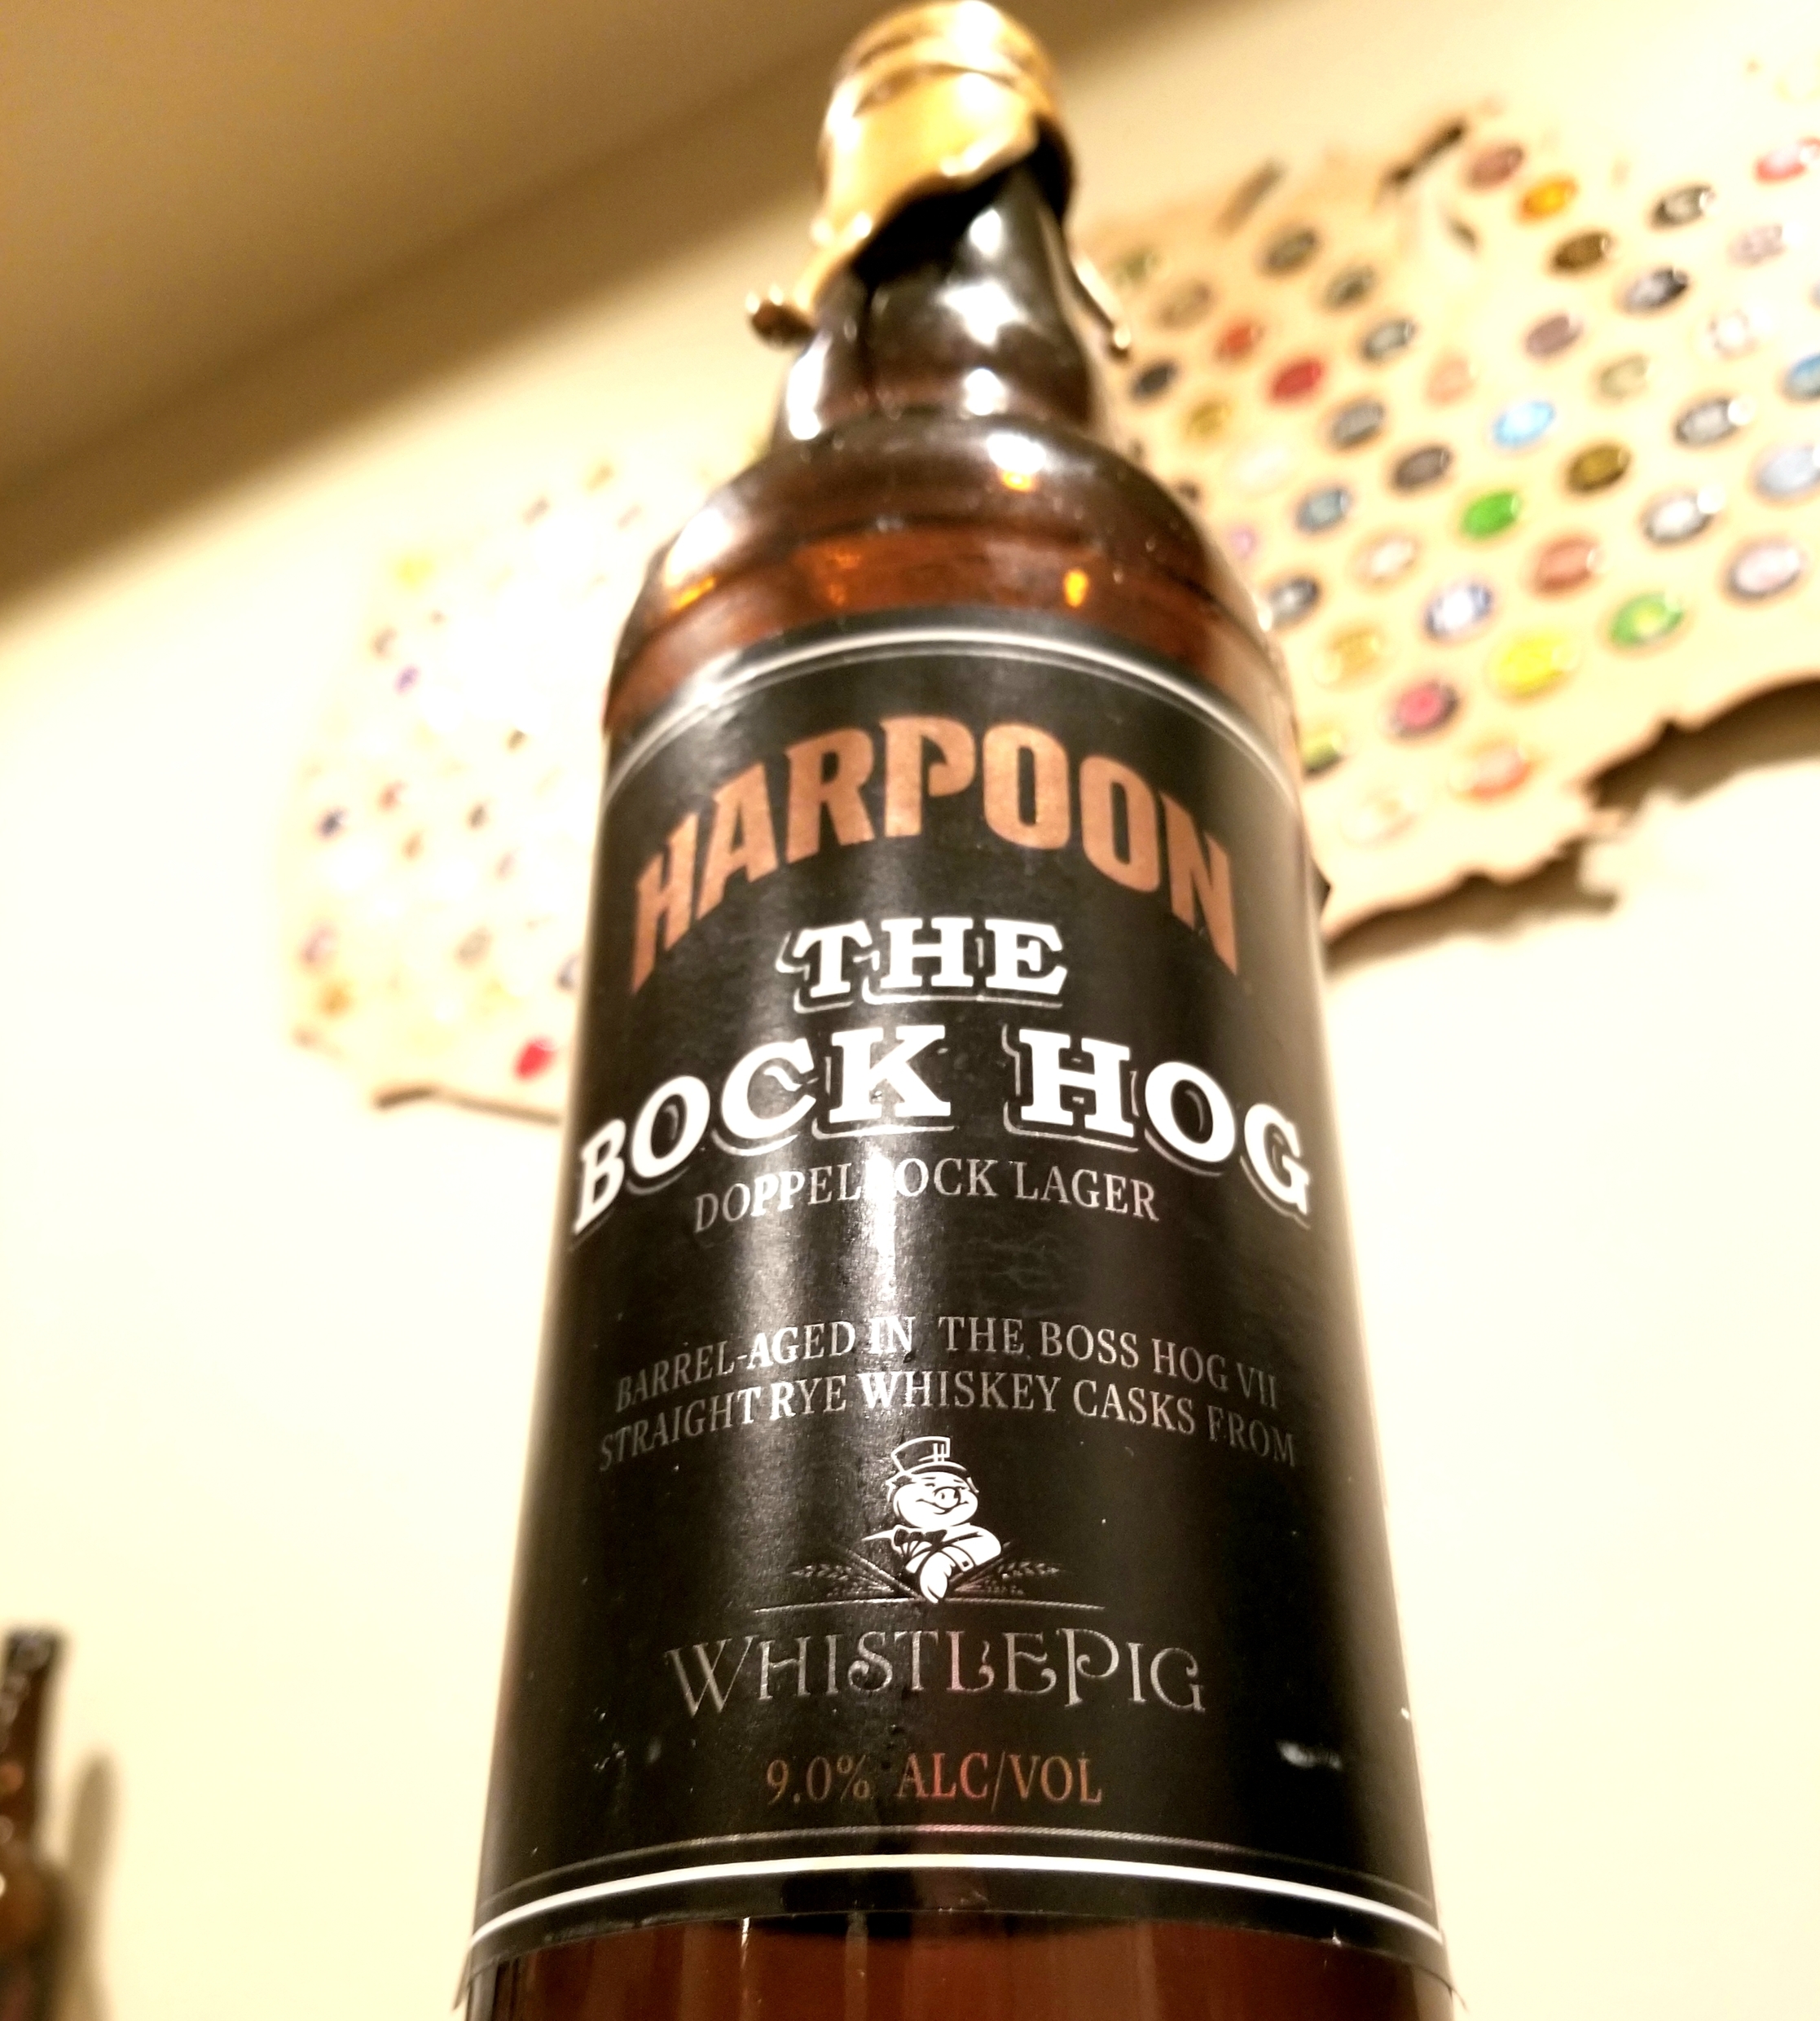 HARPOON
THE
BOCK HOG
DOPPELBOCK LAGER
BARREL-AGED IN THE BOSS HOG VII
STRAIGHT RYE WHISKEY CASKS FROM
WHISTLEPIG
9.0% ALC/VOL